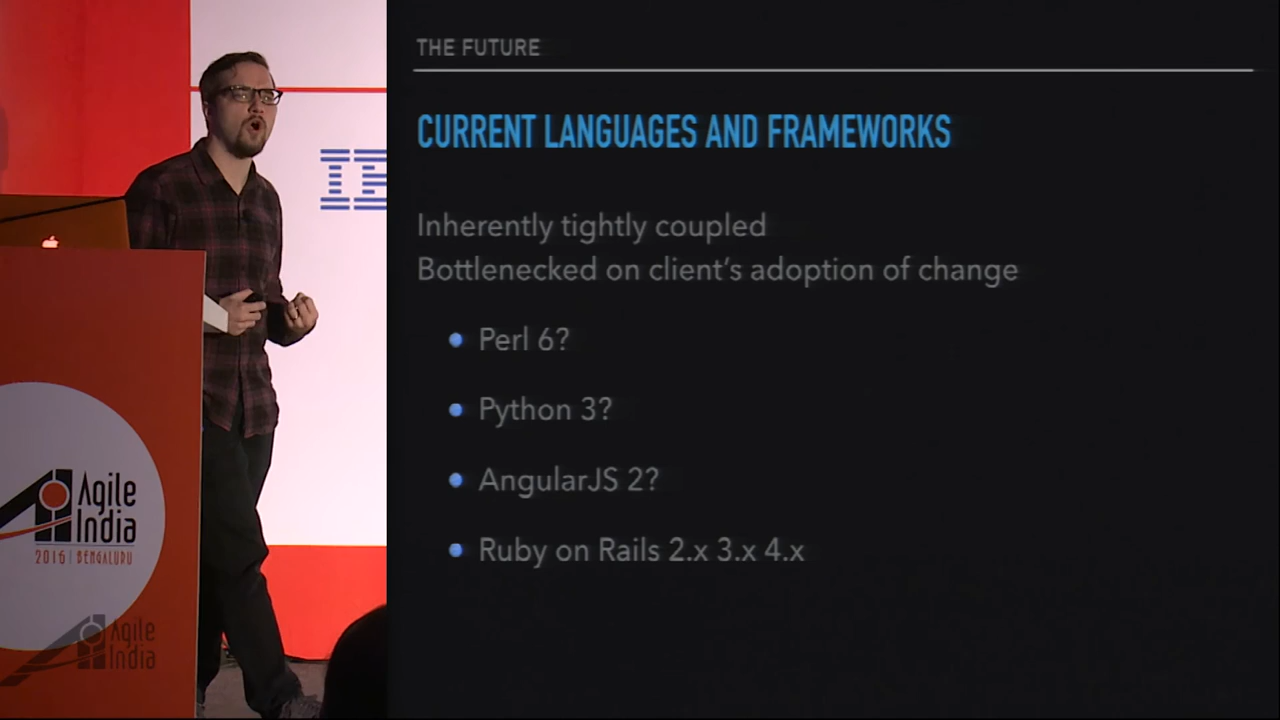 THE FUTURE
CURRENT LANGUAGES AND FRAMEWORKS
Inherently tightly coupled
Bottlenecked on client's adoption of change
Perl 6?
Python 3?
AngularJS 2?
Ruby on Rails 2.x 3.x 4.x
Agile
India
2016 | BENGALURU
Agile
India